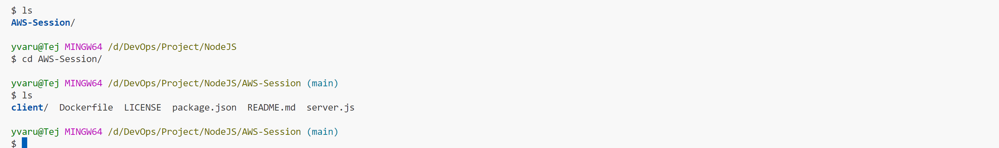 $ ls
AWS-Session/
yvaru@Tej MINGW64 /d/DevOps/Project/NodeJS
$ cd AWS-Session/
yvaru@Tej MINGW64 /d/DevOps/Project/NodeJS/AWS-Session (main)
$ ls
client/  Dockerfile  LICENSE  package.json  README.md  server.js
yvaru@Tej MINGW64 /d/DevOps/Project/NodeJS/AWS-Session (main)
$